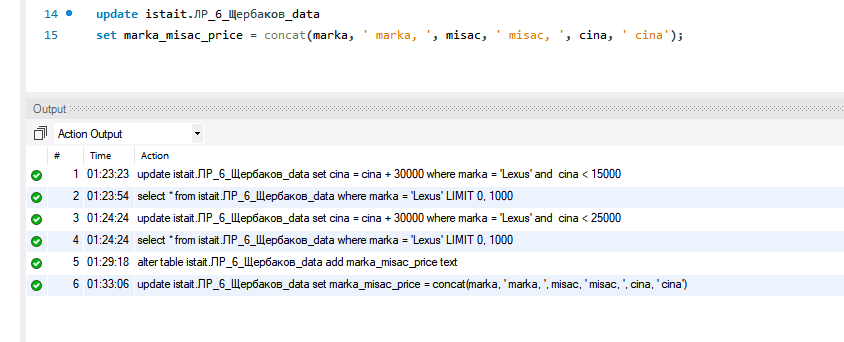 14 update istait.ЛР_6_Щербаков_data
15 set marka_misac_price = concat(marka, ' marka, ', misac, ' misac, ', cina, ' cina');
Output
Action Output
# Time Action
1 01:23:23 update istait.ЛР_6_Щербаков_data set cina = cina + 30000 where marka = 'Lexus' and  cina < 15000
2 01:23:54 select * from istait.ЛР_6_Щербаков_data where marka = 'Lexus' LIMIT 0, 1000
3 01:24:24 update istait.ЛР_6_Щербаков_data set cina = cina + 30000 where marka = 'Lexus' and  cina < 25000
4 01:24:24 select * from istait.ЛР_6_Щербаков_data where marka = 'Lexus' LIMIT 0, 1000
5 01:29:18 alter table istait.ЛР_6_Щербаков_data add marka_misac_price text
6 01:33:06 update istait.ЛР_6_Щербаков_data set marka_misac_price = concat(marka, ' marka, ', misac, ' misac, ', cina, ' cina')